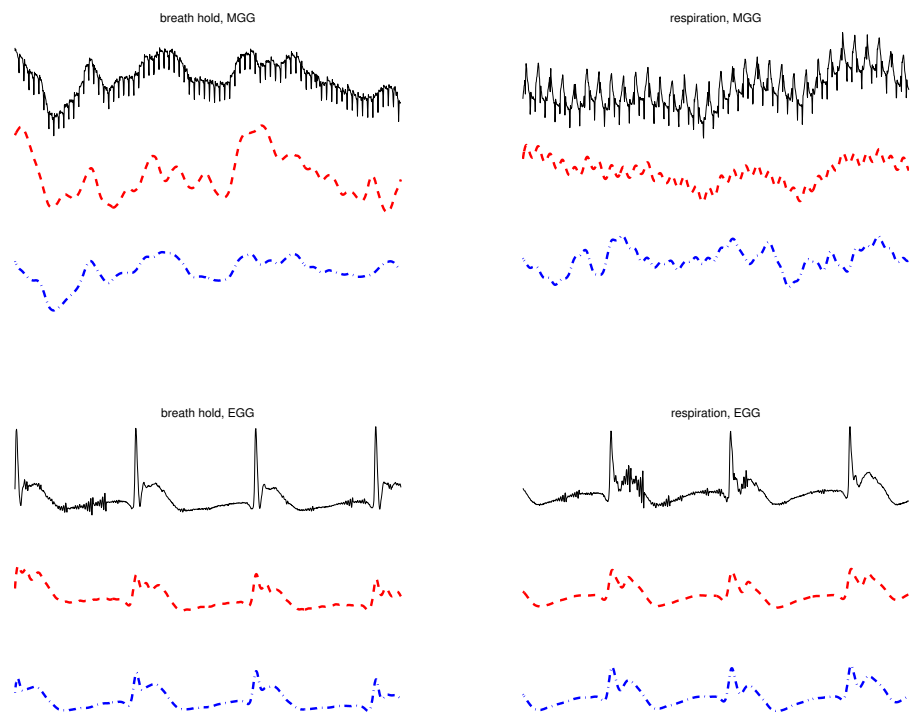 breath hold, MGG
respiration, MGG
breath hold, EGG
respiration, EGG